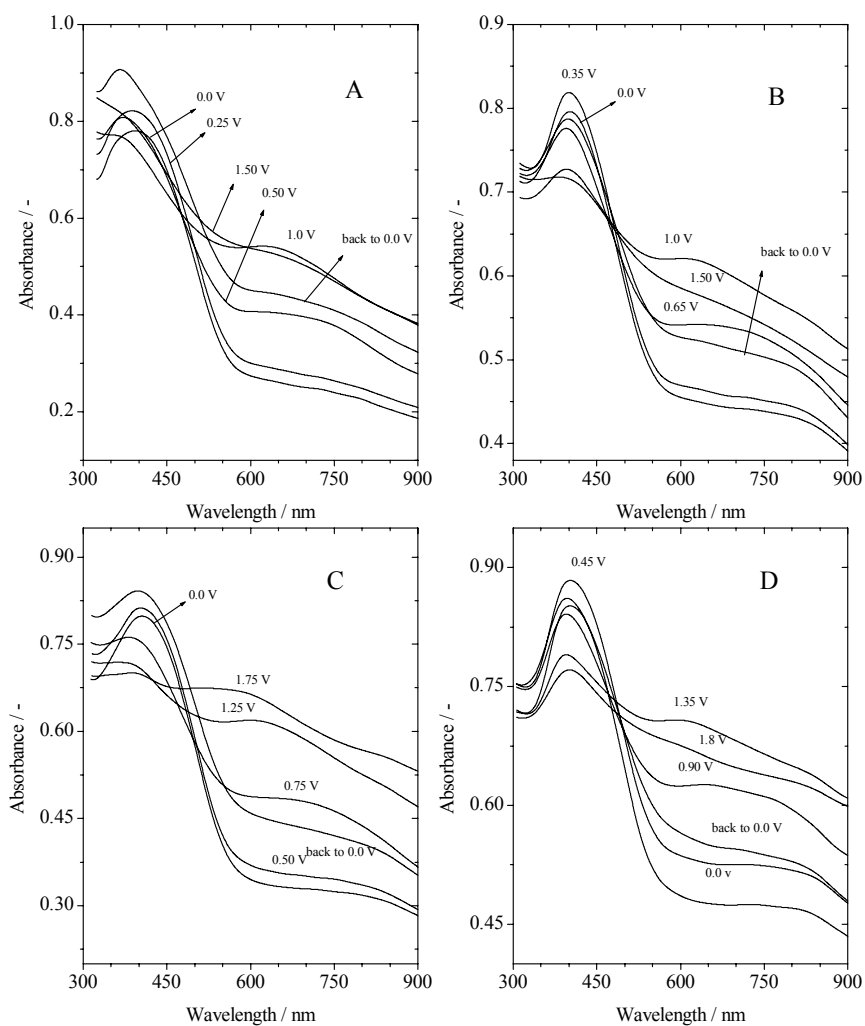 1.0
0.8
0.6
0.4
0.2
300
450
600
750
900
Absorbance / -
Wavelength / nm
A
0.0 V
0.25 V
1.50 V
0.50 V
1.0 V
back to 0.0 V
0.9
0.8
0.7
0.6
0.5
0.4
300
450
600
750
900
Absorbance / -
Wavelength / nm
B
0.35 V
0.0 V
1.0 V
back to 0.0 V
1.50 V
0.65 V
0.90
0.75
0.60
0.45
0.30
300
450
600
750
900
Absorbance / -
Wavelength / nm
C
0.0 V
1.75 V
1.25 V
0.75 V
back to 0.0 V
0.50 V
0.90
0.75
0.60
0.45
300
450
600
750
900
Absorbance / -
Wavelength / nm
D
0.45 V
1.35 V
1.8 V
0.90 V
back to 0.0 V
0.0 v